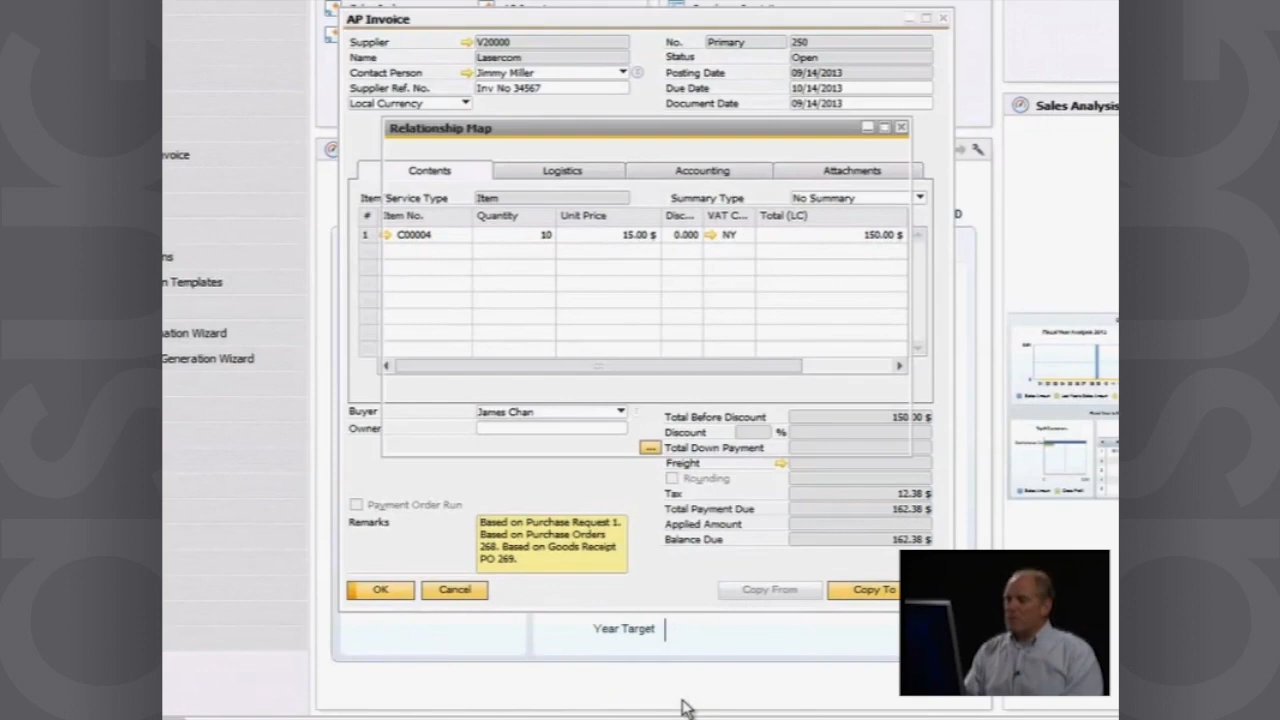 AP Invoice
Supplier V20000 No. Primary 250
Name Lasercom Status Open
Contact Person Jimmy Miller Posting Date 09/14/2013
Supplier Ref. No. Inv No 34567 Due Date 10/14/2013
Local Currency Document Date 09/14/2013
Sales Analysis
Relationship Map
Contents Logistics Accounting Attachments
Item/Service Type Item Summary Type No Summary
# Item No. Quantity Unit Price Disc... VAT C... Total (LC)
1 C00004 10 15.00 $ 0.000 NY 150.00 $
Templates
Wizard
Generation Wizard
Buyer James Chan Total Before Discount 150.00 $
Owner Discount %
... Total Down Payment
Freight
Rounding
Tax 12.38 $
Payment Order Run Total Payment Due 162.38 $
Remarks Applied Amount
Based on Purchase Request 1.
Based on Purchase Orders
268. Based on Goods Receipt
PO 269.
Balance Due 162.38 $
OK Cancel Copy From Copy To
Year Target